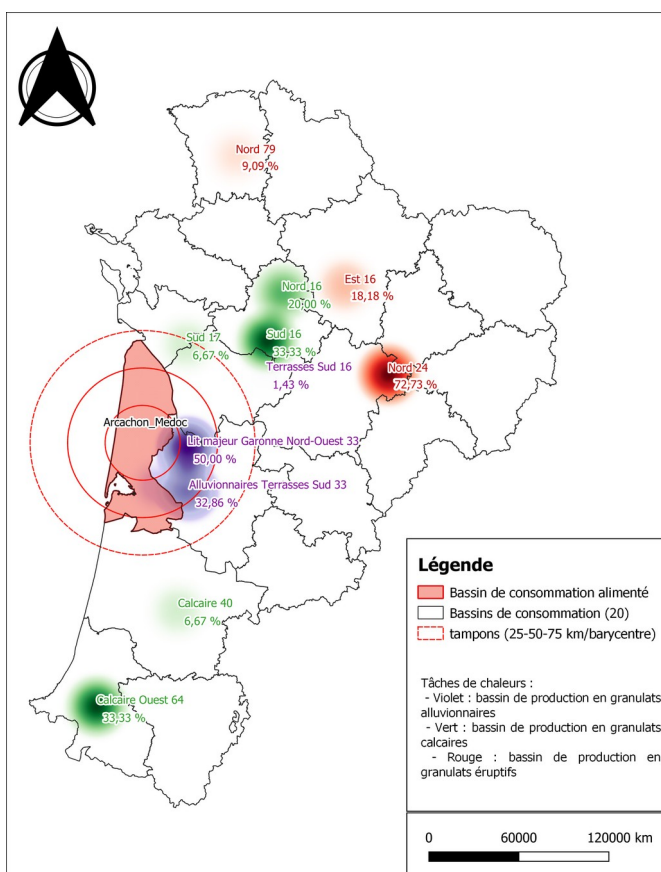 Nord 79
9,09 %
Nord 16
20,00 %
Est 16
18,18 %
Sud 17
6,67 %
Sud 16
33,33 %
Terrasses Sud 16
1,43 %
Nord 24
72,73 %
Arcachon_Medoc
Lit majeur Garonne Nord-Ouest 33
50,00 %
Alluvionnaires Terrasses Sud 33
32,86 %
Calcaire 40
6,67 %
Calcaire Ouest 64
33,33 %
Légende
Bassin de consommation alimenté
Bassins de consommation (20)
tampons (25-50-75 km/barycentre)
Tâches de chaleurs :
- Violet : bassin de production en granulats
alluvionnaires
- Vert : bassin de production en granulats
calcaires
- Rouge : bassin de production en
granulats éruptifs
0 60000 120000 km